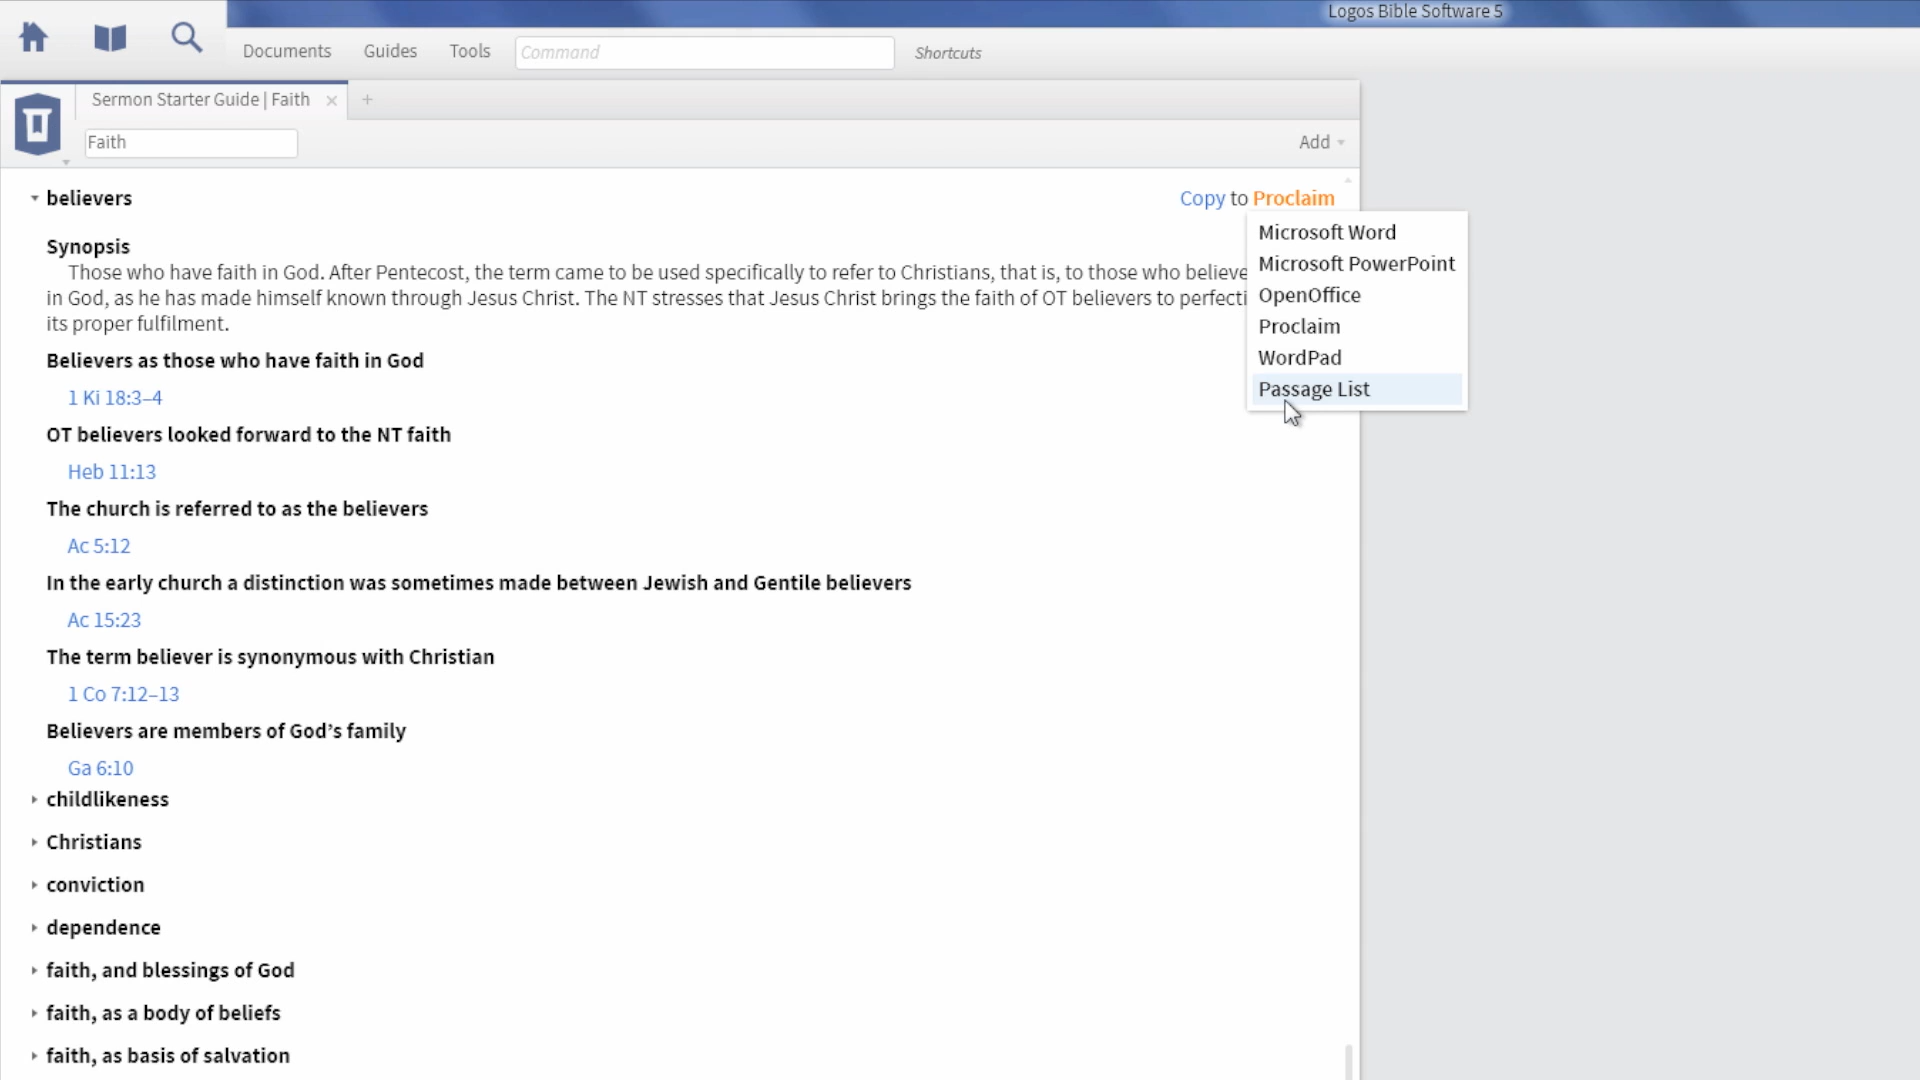 Logos Bible Software 5
Documents Guides Tools Command Shortcuts
Sermon Starter Guide | Faith × +
Faith Add
believers Copy to Proclaim
Microsoft Word
Microsoft PowerPoint
OpenOffice
Proclaim
WordPad
Passage List
Synopsis
Those who have faith in God. After Pentecost, the term came to be used specifically to refer to Christians, that is, to those who believe
in God, as he has made himself known through Jesus Christ. The NT stresses that Jesus Christ brings the faith of OT believers to perfecti
its proper fulfilment.
Believers as those who have faith in God
1 Ki 18:3–4
OT believers looked forward to the NT faith
Heb 11:13
The church is referred to as the believers
Ac 5:12
In the early church a distinction was sometimes made between Jewish and Gentile believers
Ac 15:23
The term believer is synonymous with Christian
1 Co 7:12–13
Believers are members of God’s family
Ga 6:10
childlikeness
Christians
conviction
dependence
faith, and blessings of God
faith, as a body of beliefs
faith, as basis of salvation